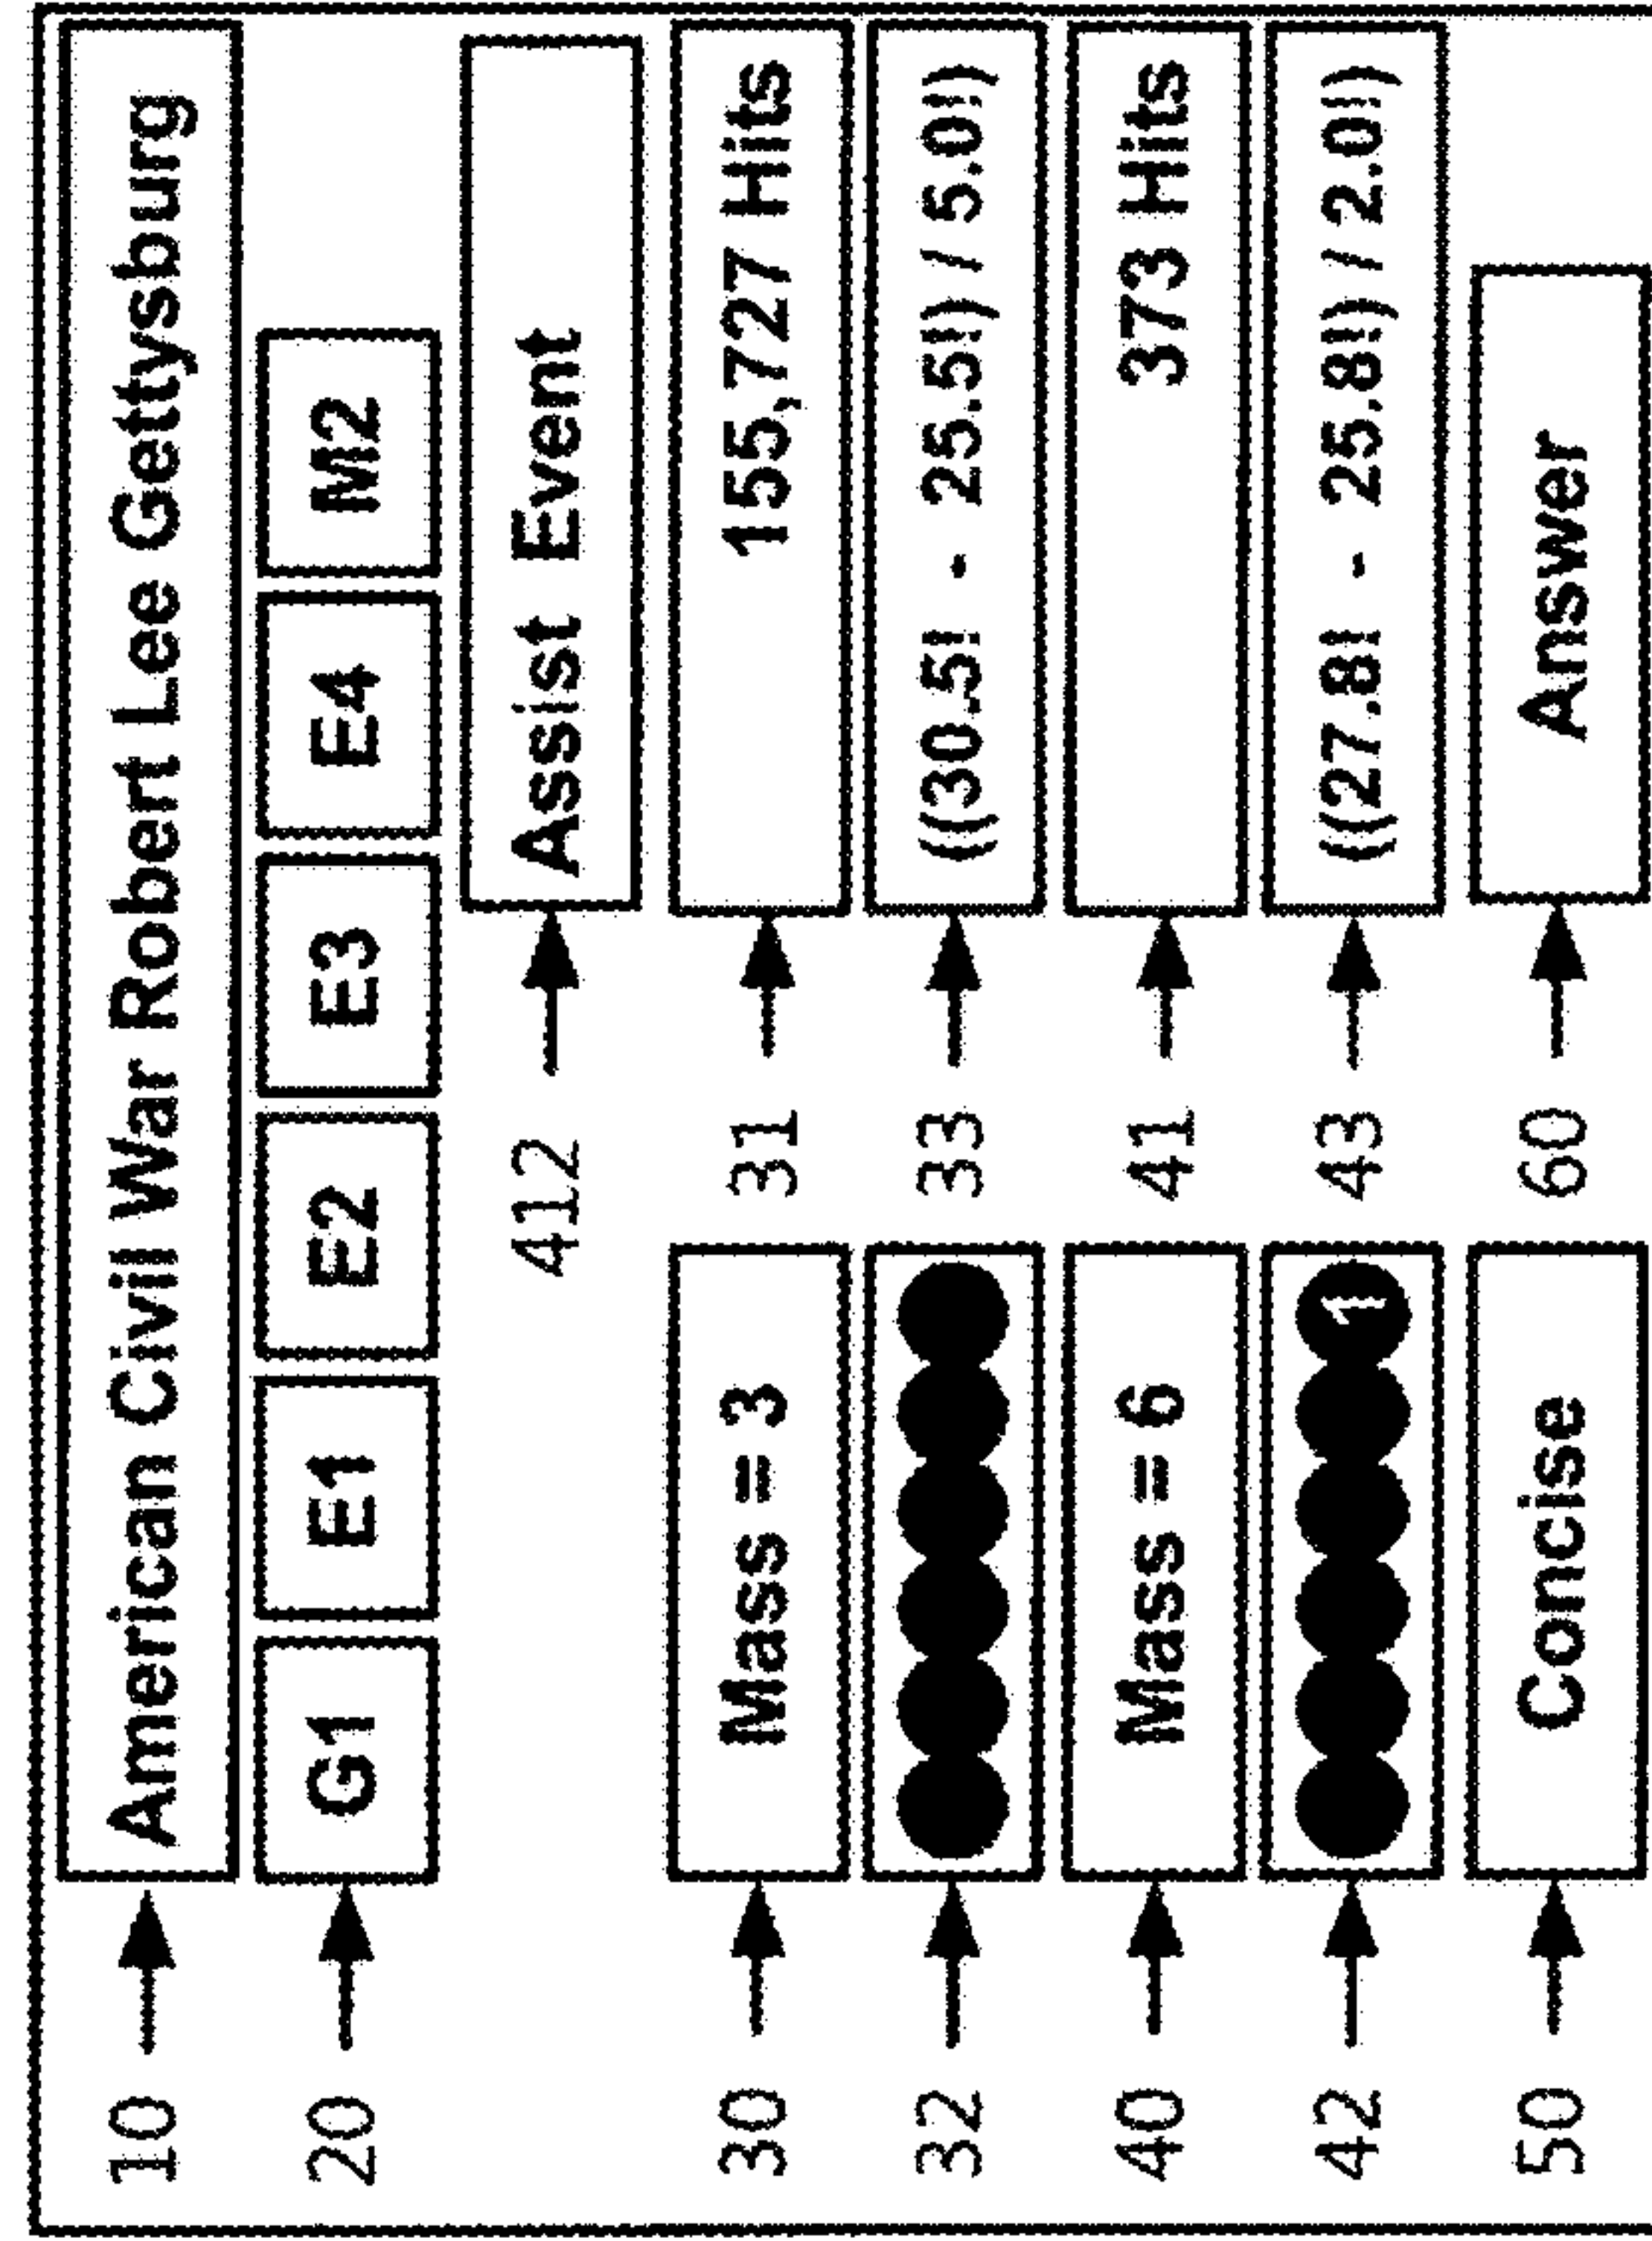 10 American Civil War Robert Lee Gettysburg
20 G1 E1 E2 E3 E4 M2
412 Assist Event
30 Mass = 3 31 155,727 Hits
32 33 ((30.5! - 25.5!) / 5.0!)
40 Mass = 6 41 373 Hits
42 1 43 ((27.8! - 25.8!) / 2.0!)
50 Concise 60 Answer